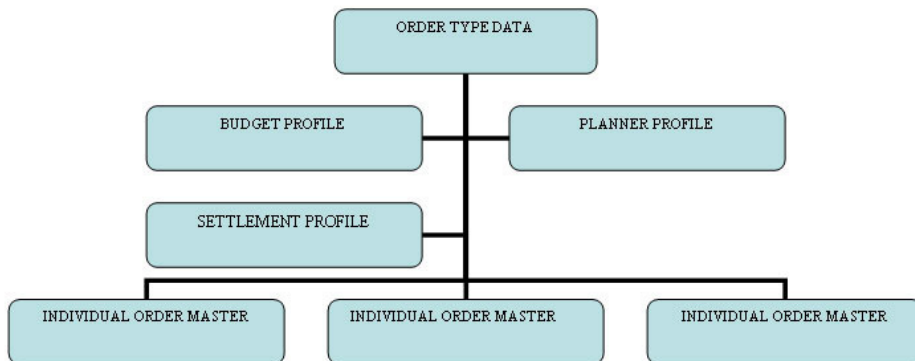 ORDER TYPE DATA
BUDGET PROFILE
PLANNER PROFILE
SETTLEMENT PROFILE
INDIVIDUAL ORDER MASTER
INDIVIDUAL ORDER MASTER
INDIVIDUAL ORDER MASTER